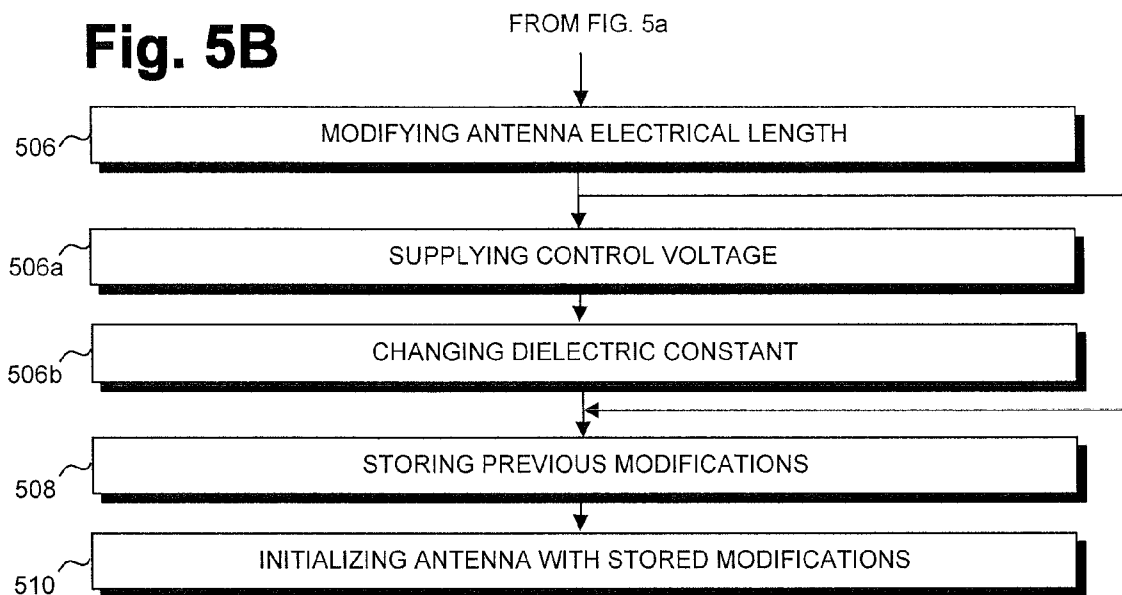 Fig. 5B
FROM FIG. 5a
506
MODIFYING ANTENNA ELECTRICAL LENGTH
506a
SUPPLYING CONTROL VOLTAGE
506b
CHANGING DIELECTRIC CONSTANT
508
STORING PREVIOUS MODIFICATIONS
510
INITIALIZING ANTENNA WITH STORED MODIFICATIONS